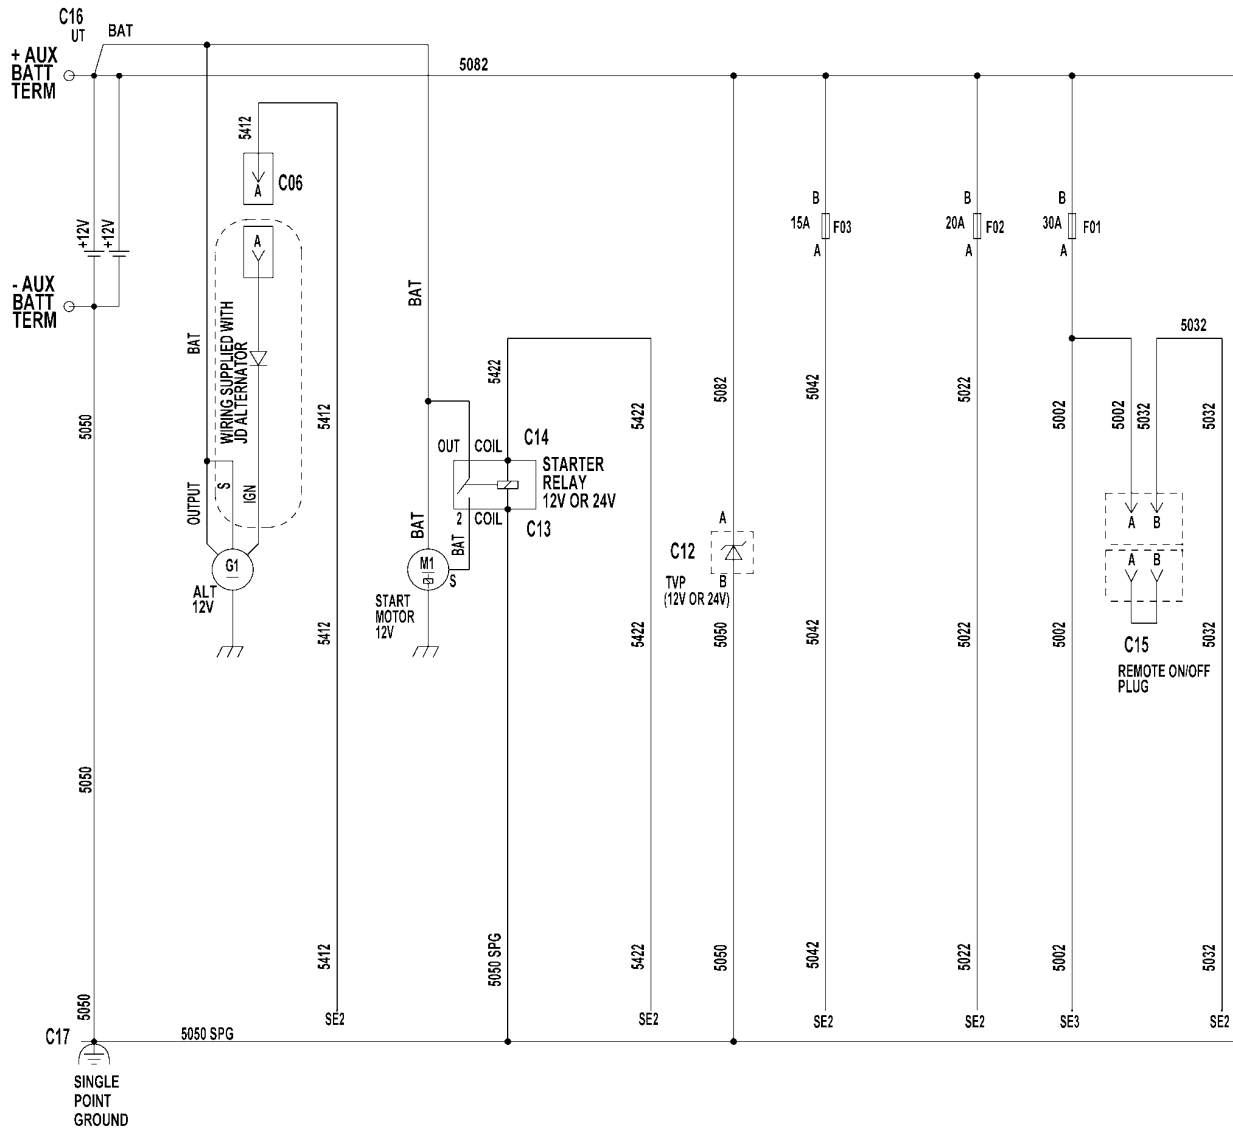 C16
UT
BAT
+ AUX
BATT
TERM
5082
5412
A
C06
A
+12V
+12V
- AUX
BATT
TERM
BAT
WIRING SUPPLIED WITH
JD ALTERNATOR
BAT
5050
5412
OUTPUT
S
IGN
G1
ALT
12V
5422
5422
OUT
COIL
C14
STARTER
RELAY
12V OR 24V
2
COIL
C13
BAT
BAT
M1
S
START
MOTOR
12V
5412
5422
5082
A
C12
B
TVP
(12V OR 24V)
5050
B
15A
F03
A
5042
5042
B
20A
F02
A
5022
5022
B
30A
F01
A
5032
5002
5002
5032
5032
A
B
A
B
C15
REMOTE ON/OFF
PLUG
5002
5032
5050
5050
5412
5050 SPG
5422
5050
5042
5022
5002
5032
SE2
SE2
SE2
SE2
SE3
SE2
C17
5050 SPG
SINGLE
POINT
GROUND